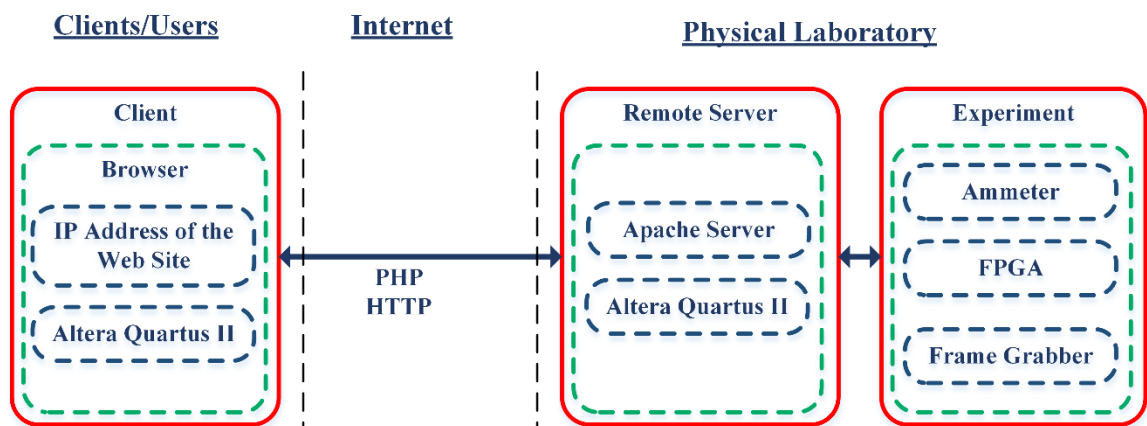 Clients/Users
Internet
Physical Laboratory
Client
Browser
IP Address of the
Web Site
Altera Quartus II
PHP
HTTP
Remote Server
Apache Server
Altera Quartus II
Experiment
Ammeter
FPGA
Frame Grabber